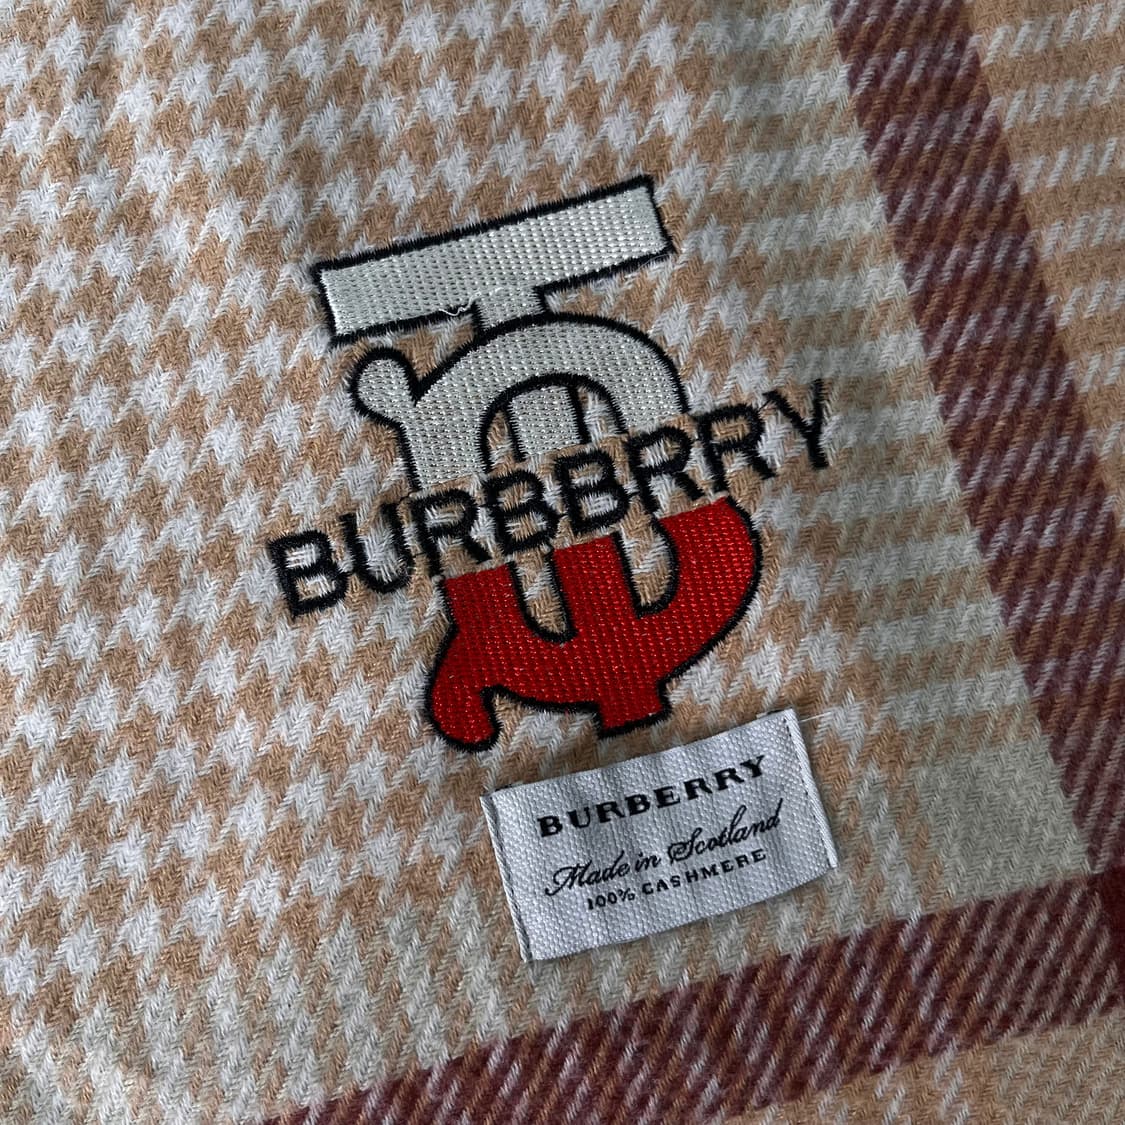 BURBBRRY
BURBERRY
Made in Scotland
100% CASHMERE